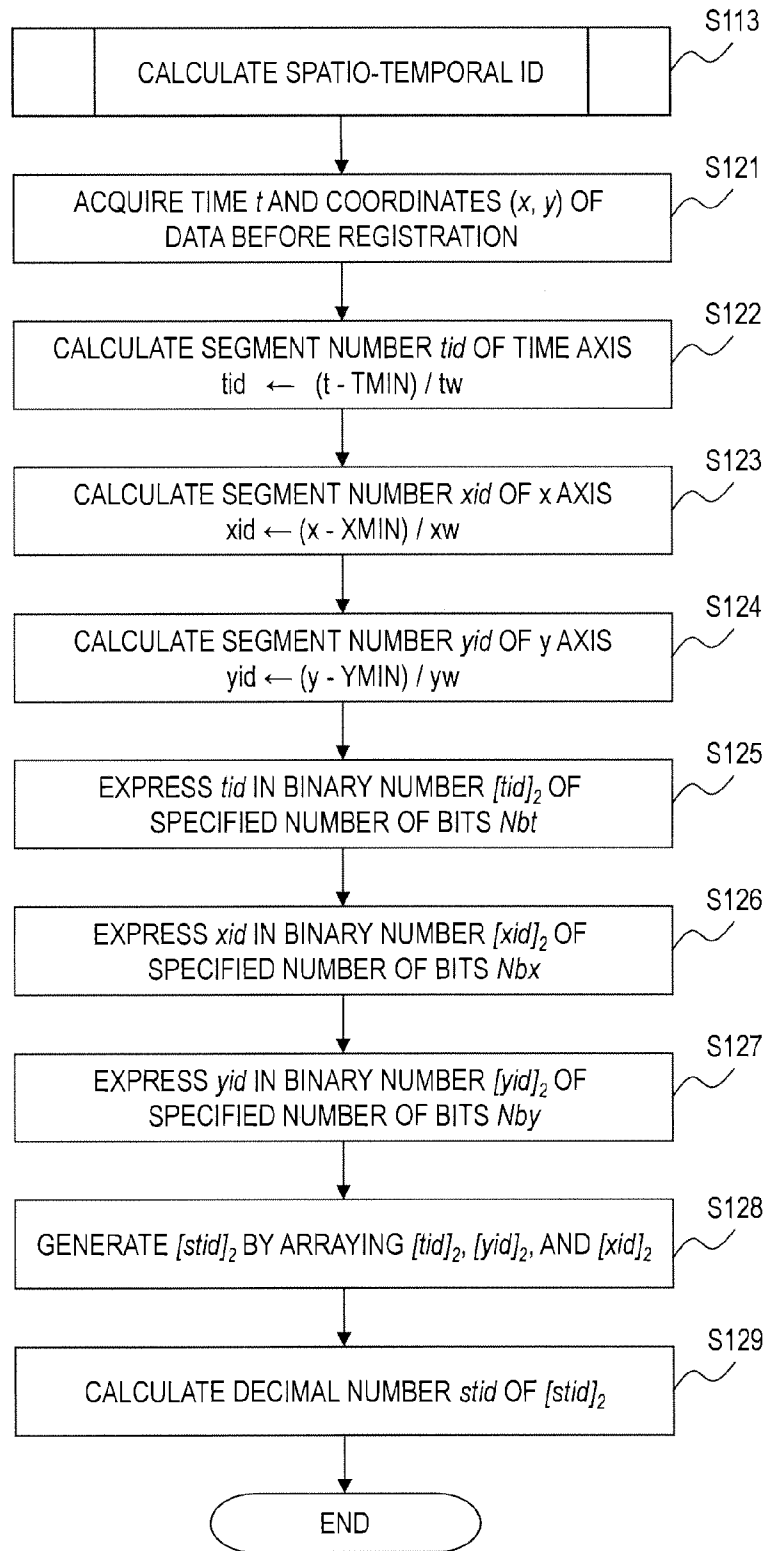 S113
CALCULATE SPATIO-TEMPORAL ID
S121
ACQUIRE TIME t AND COORDINATES (x, y) OF
DATA BEFORE REGISTRATION
S122
CALCULATE SEGMENT NUMBER tid OF TIME AXIS
tid ← (t - TMIN) / tw
S123
CALCULATE SEGMENT NUMBER xid OF x AXIS
xid ← (x - XMIN) / xw
S124
CALCULATE SEGMENT NUMBER yid OF y AXIS
yid ← (y - YMIN) / yw
S125
EXPRESS tid IN BINARY NUMBER [tid]₂ OF
SPECIFIED NUMBER OF BITS Nbt
S126
EXPRESS xid IN BINARY NUMBER [xid]₂ OF
SPECIFIED NUMBER OF BITS Nbx
S127
EXPRESS yid IN BINARY NUMBER [yid]₂ OF
SPECIFIED NUMBER OF BITS Nby
S128
GENERATE [stid]₂ BY ARRAYING [tid]₂, [yid]₂, AND [xid]₂
S129
CALCULATE DECIMAL NUMBER stid OF [stid]₂
END